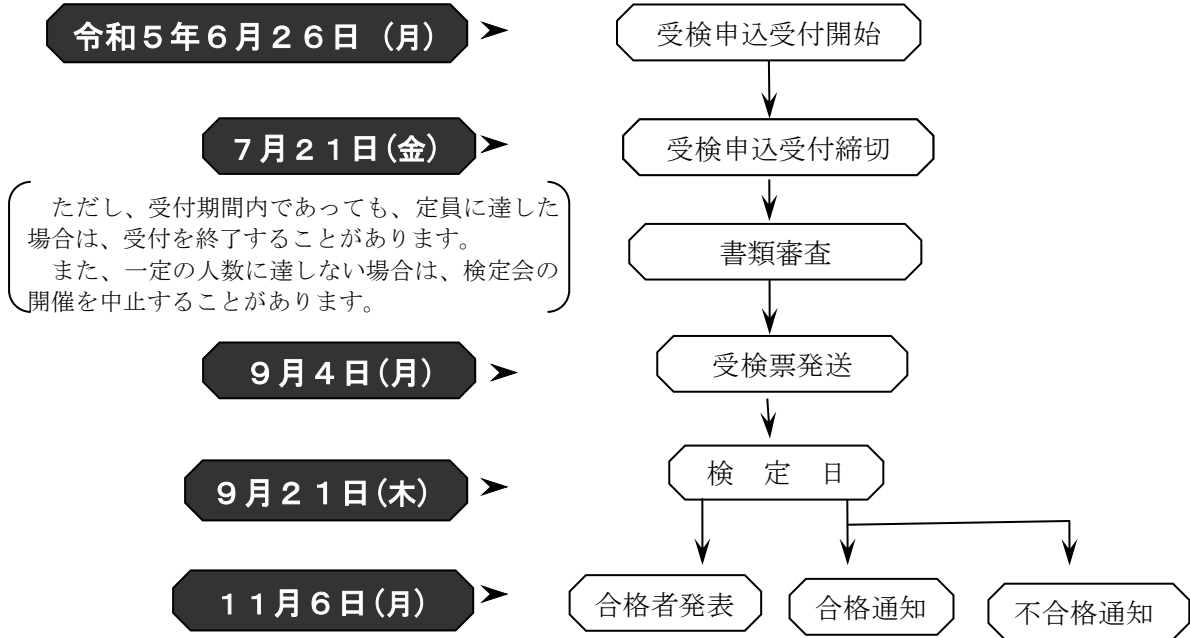 令和５年６月２６日（月）
受検申込受付開始
７月２１日(金)
受検申込受付締切
ただし、受付期間内であっても、定員に達した
場合は、受付を終了することがあります。
また、一定の人数に達しない場合は、検定会の
開催を中止することがあります。
書類審査
９月４日(月)
受検票発送
９月２１日(木)
検　定　日
１１月６日(月)
合格者発表
合格通知
不合格通知